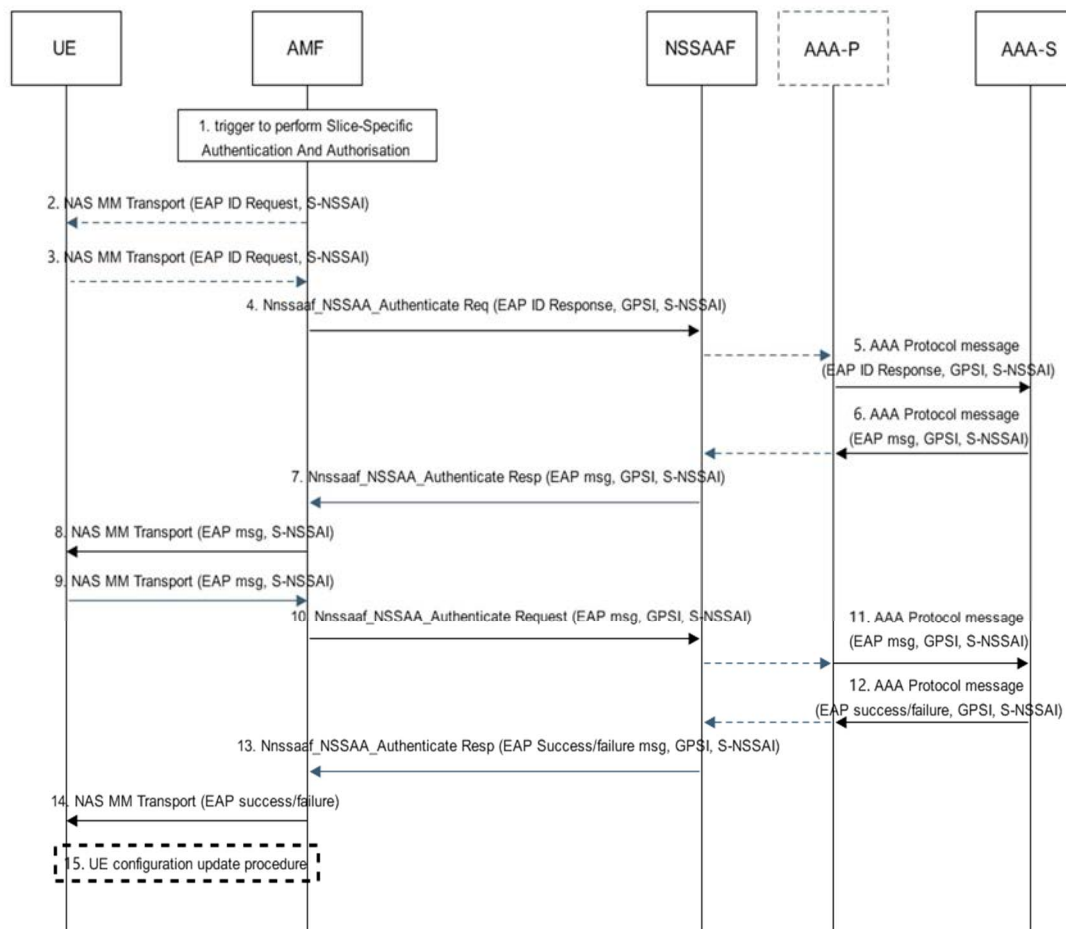 UE
AMF
NSSAAF
AAA-P
AAA-S
1. trigger to perform Slice-Specific
Authentication And Authorisation
2. NAS MM Transport (EAP ID Request, S-NSSAI)
3. NAS MM Transport (EAP ID Request, S-NSSAI)
4. Nnssaaf_NSSAA_Authenticate Req (EAP ID Response, GPSI, S-NSSAI)
5. AAA Protocol message
(EAP ID Response, GPSI, S-NSSAI)
6. AAA Protocol message
(EAP msg, GPSI, S-NSSAI)
7. Nnssaaf_NSSAA_Authenticate Resp (EAP msg, GPSI, S-NSSAI)
8. NAS MM Transport (EAP msg, S-NSSAI)
9. NAS MM Transport (EAP msg, S-NSSAI)
10. Nnssaaf_NSSAA_Authenticate Request (EAP msg, GPSI, S-NSSAI)
11. AAA Protocol message
(EAP msg, GPSI, S-NSSAI)
12. AAA Protocol message
(EAP success/failure, GPSI, S-NSSAI)
13. Nnssaaf_NSSAA_Authenticate Resp (EAP Success/failure msg, GPSI, S-NSSAI)
14. NAS MM Transport (EAP success/failure)
15. UE configuration update procedure